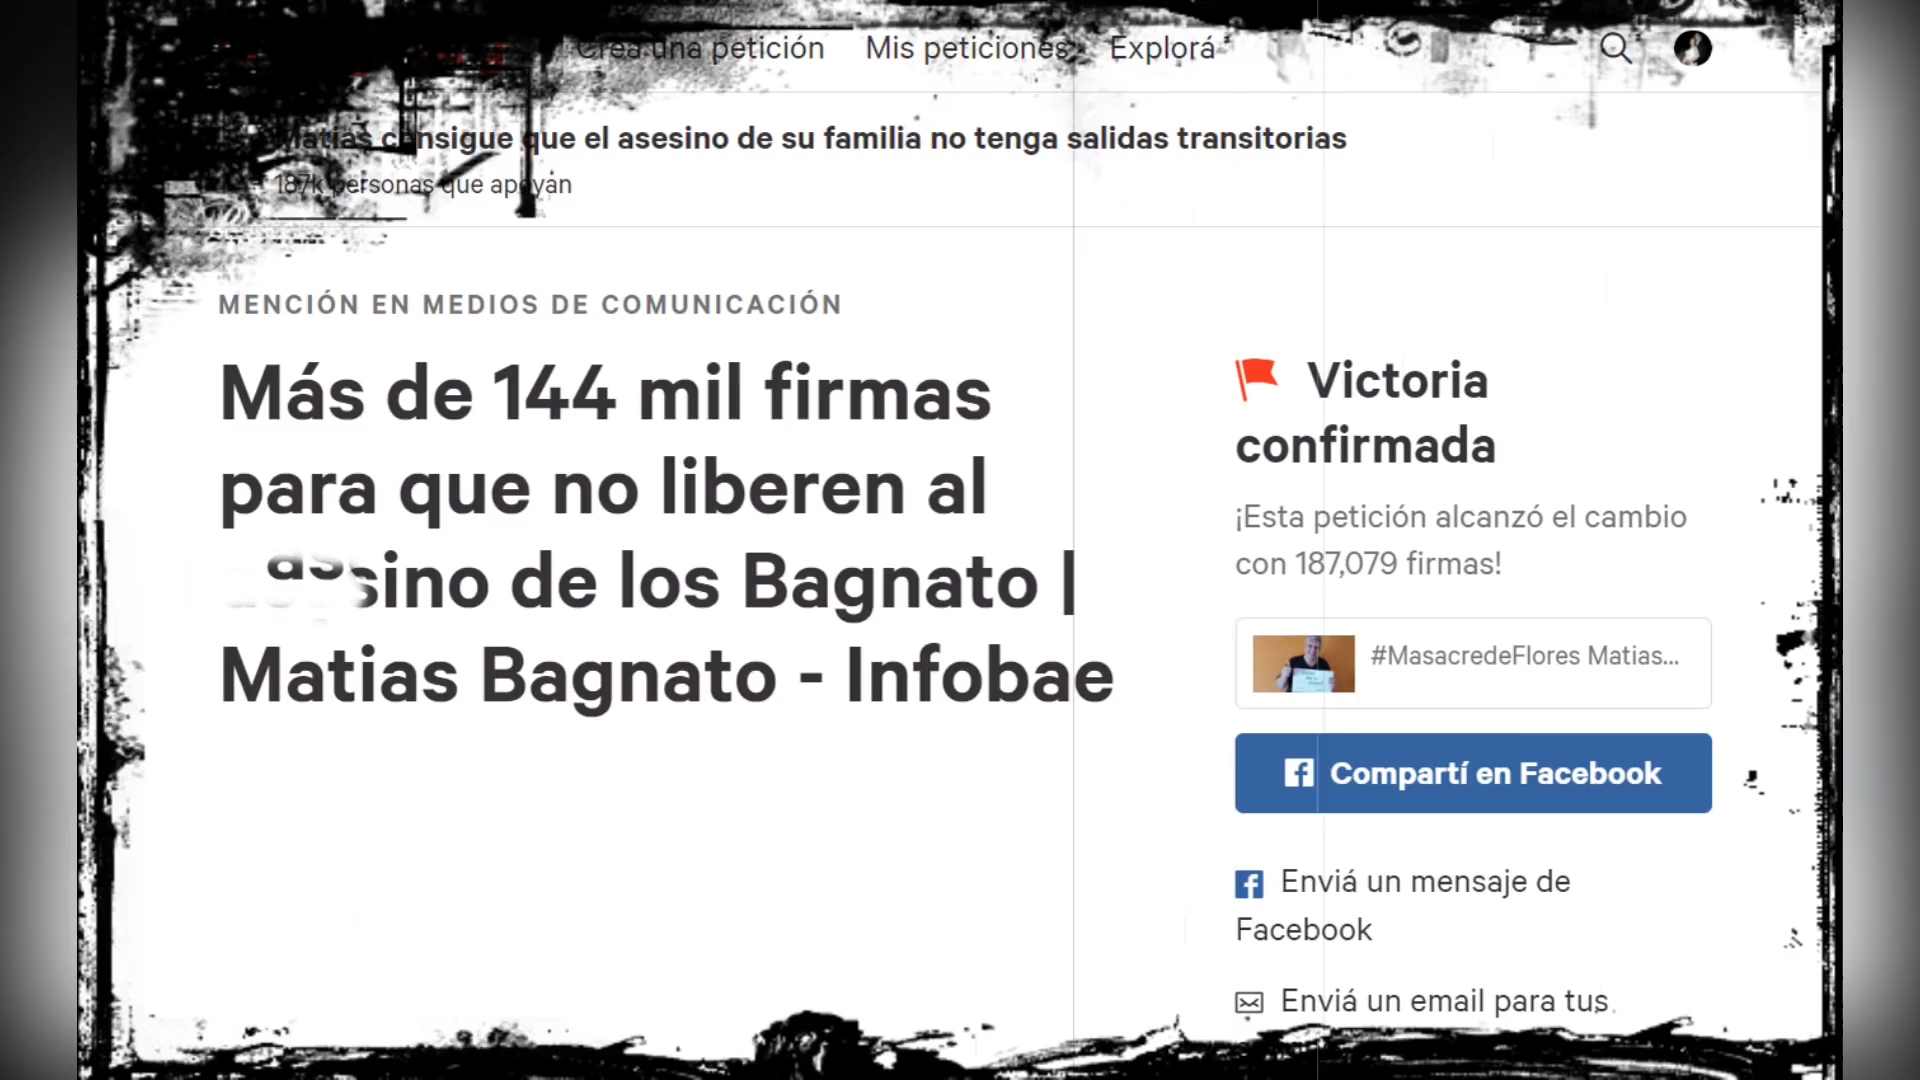 Crea una petición Mis peticiones Explorá
Matias consigue que el asesino de su familia no tenga salidas transitorias
187k personas que apoyan
MENCIÓN EN MEDIOS DE COMUNICACIÓN
Más de 144 mil firmas
para que no liberen al
asesino de los Bagnato |
Matias Bagnato - Infobae
Victoria
confirmada
¡Esta petición alcanzó el cambio
con 187,079 firmas!
#MasacredeFlores Matias...
Compartí en Facebook
Enviá un mensaje de
Facebook
Enviá un email para tus